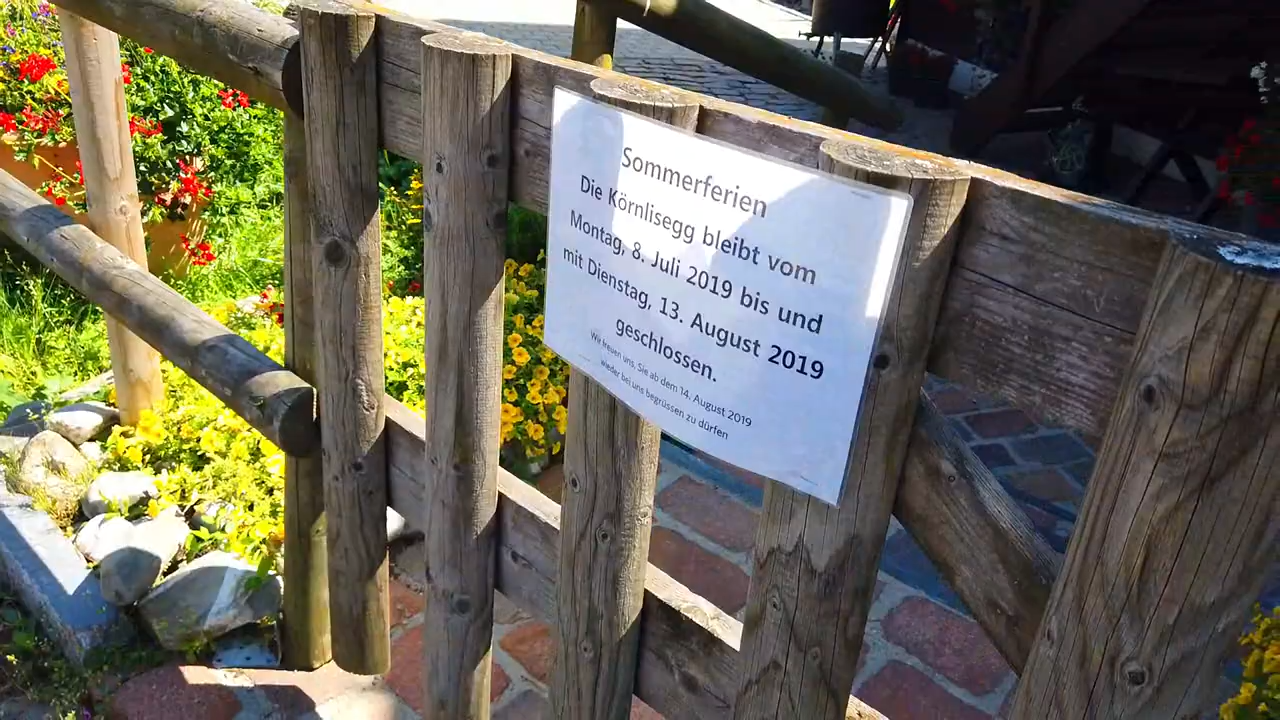 Sommerferien
Die Körnlisegg bleibt vom
Montag, 8. Juli 2019 bis und
mit Dienstag, 13. August 2019
geschlossen.
Wir freuen uns, Sie ab dem 14. August 2019
wieder bei uns begrüssen zu dürfen